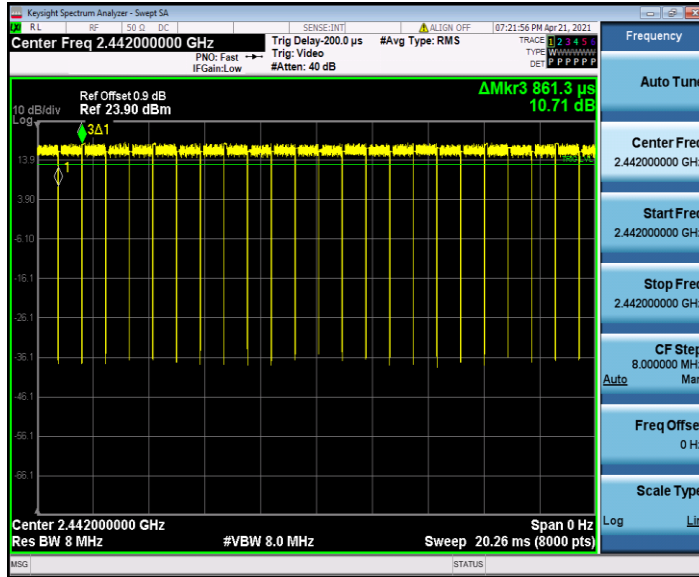 Keysight Spectrum Analyzer - Swept SA
RL RF 50 Ω DC SENSE:INT ALIGN OFF 07:21:56 PM Apr 21, 2021
Center Freq 2.442000000 GHz
PNO: Fast
IFGain:Low
Trig Delay-200.0 µs
Trig: Video
#Atten: 40 dB
#Avg Type: RMS
TRACE 1 2 3 4 5 6
TYPE WWWWWW
DET P P P P P P
ΔMkr3 861.3 µs
10.71 dB
Ref Offset 0.9 dB
10 dB/div Ref 23.90 dBm
Log
3Δ1
1
13.9
3.90
-6.10
-16.1
-26.1
-36.1
-46.1
-56.1
-66.1
Center 2.442000000 GHz Span 0 Hz
Res BW 8 MHz #VBW 8.0 MHz Sweep 20.26 ms (8000 pts)
MSG STATUS
Frequency
Auto Tune
Center Freq
2.442000000 GHz
Start Freq
2.442000000 GHz
Stop Freq
2.442000000 GHz
CF Step
8.000000 MHz
Auto Man
Freq Offset
0 Hz
Scale Type
Log Lin